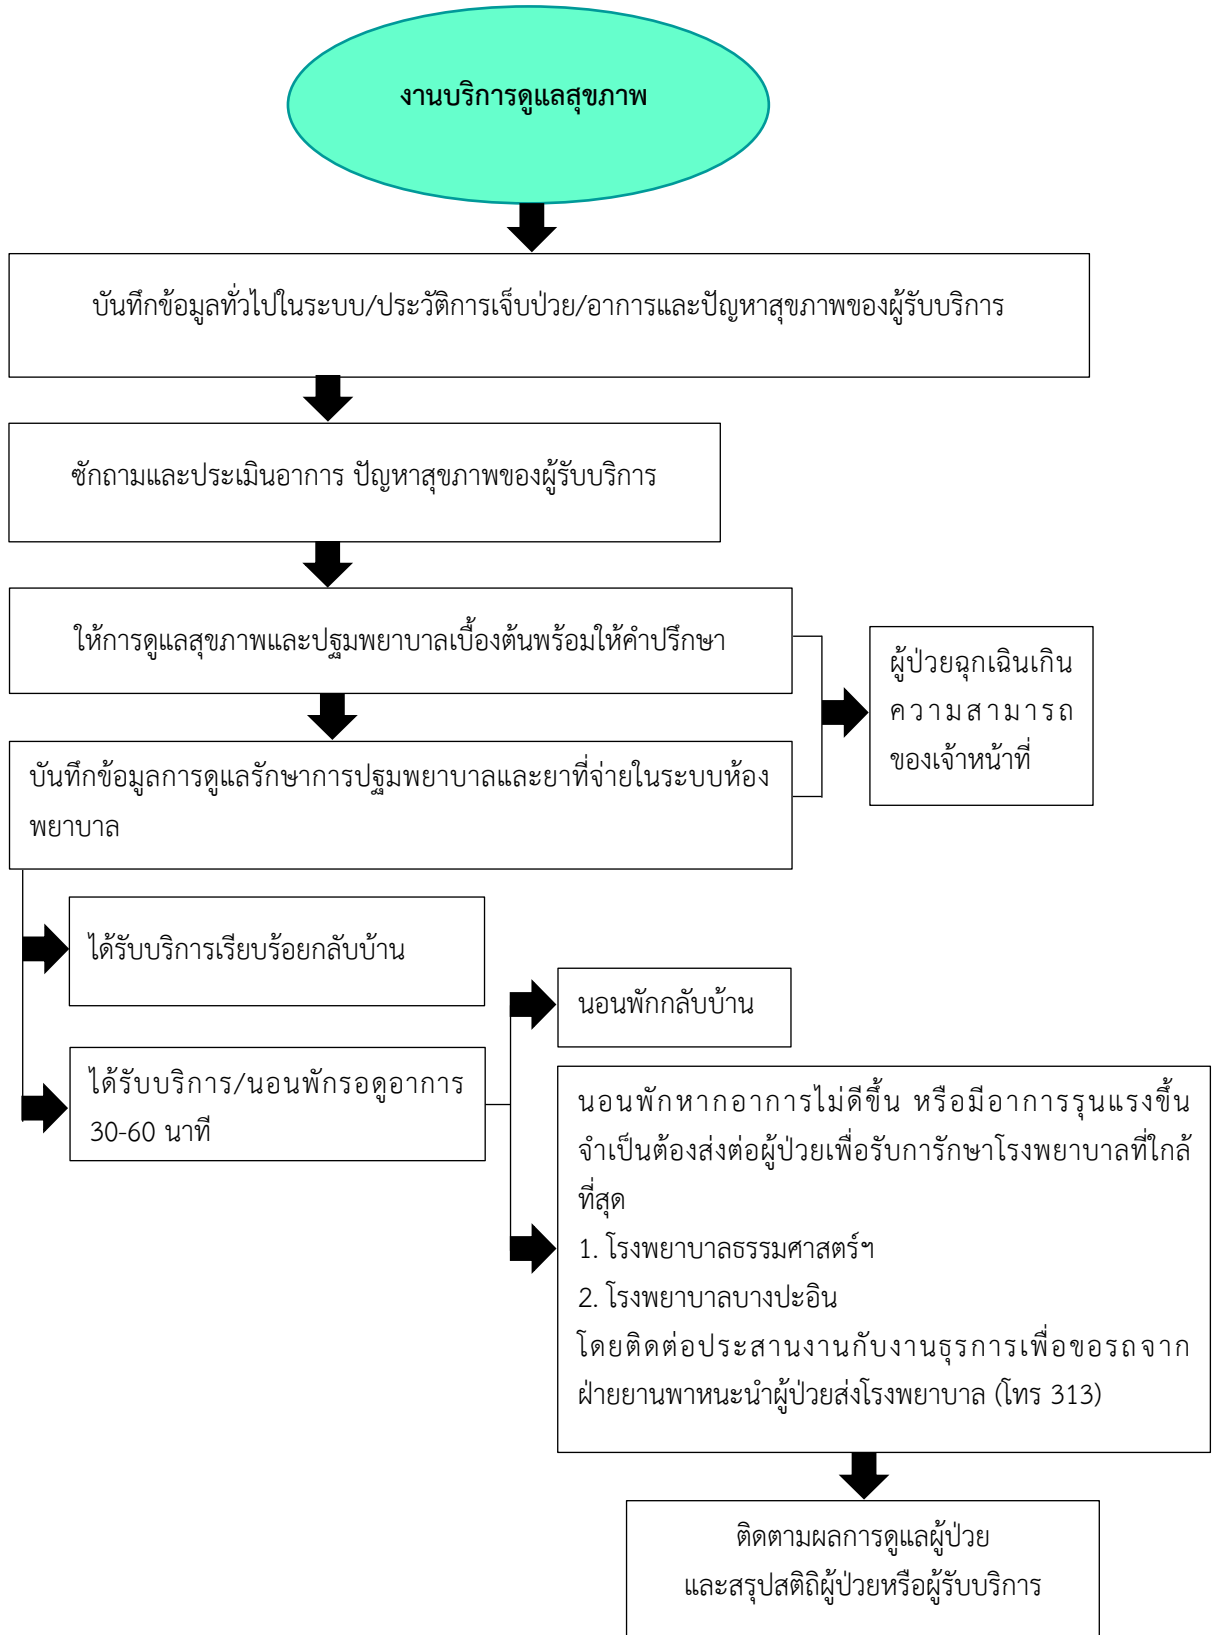 งานบริการดูแลสุขภาพ
บันทึกข้อมูลทั่วไปในระบบ/ประวัติการเจ็บป่วย/อาการและปัญหาสุขภาพของผู้รับบริการ
ซักถามและประเมินอาการ ปัญหาสุขภาพของผู้รับบริการ
ให้การดูแลสุขภาพและปฐมพยาบาลเบื้องต้นพร้อมให้คำปรึกษา
ผู้ป่วยฉุกเฉินเกิน
ความสามารถ
ของเจ้าหน้าที่
บันทึกข้อมูลการดูแลรักษาการปฐมพยาบาลและยาที่จ่ายในระบบห้อง
พยาบาล
ได้รับบริการเรียบร้อยกลับบ้าน
นอนพักกลับบ้าน
ได้รับบริการ/นอนพักรอดูอาการ
30-60 นาที
นอนพักหากอาการไม่ดีขึ้น หรือมีอาการรุนแรงขึ้น
จำเป็นต้องส่งต่อผู้ป่วยเพื่อรับการักษาโรงพยาบาลที่ใกล้
ที่สุด
1. โรงพยาบาลธรรมศาสตร์ฯ
2. โรงพยาบาลบางปะอิน
โดยติดต่อประสานงานกับงานธุรการเพื่อขอรถจาก
ฝ่ายยานพาหนะนำผู้ป่วยส่งโรงพยาบาล (โทร 313)
ติดตามผลการดูแลผู้ป่วย
และสรุปสติถิผู้ป่วยหรือผู้รับบริการ